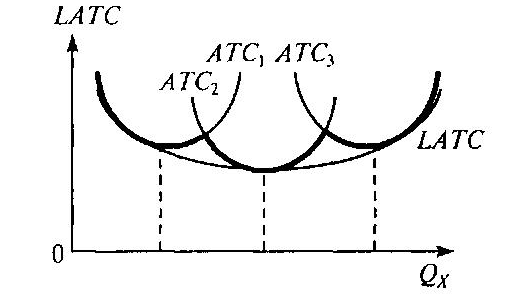 LATC
ATC₁ ATC₃
ATC₂
LATC
0
Qₓ